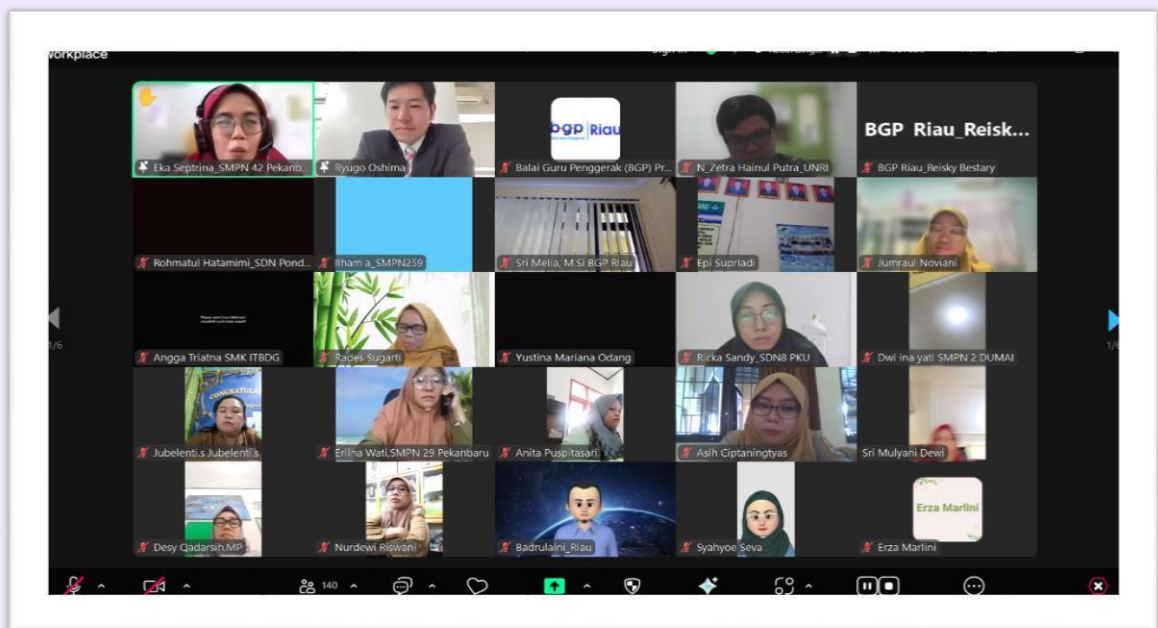 Workplace
Eka Septrina_SMPN 42 Pekanb...
Ryugo Oshima
bgp Riau
Balai Guru Penggerak (BGP) Pr...
N_Zetra Hainul Putra_UNRI
BGP Riau_Reisk...
BGP Riau_Reisky Bestary
Rohmatul Hatamimi_SDN Pond...
Ilham a_SMPN259
Sri Melia, M.Si BGP Riau
Epi Supriadi
Jumraul Noviani
1/6
Angga Triatna SMK ITBDG
Rades Sugarti
Yustina Mariana Odang
Ricka Sandy_SDN8 PKU
Dwi ina yati SMPN 2 DUMAI
1/6
Jubelenti.s Jubelenti.s
Erlina Wati,SMPN 29 Pekanbaru
Anita Puspitasari
Asih Ciptaningtyas
Sri Mulyani Dewi
Desy Qadarsih.MP
Nurdewi Riswani
Badrulaini_Riau
Syahyoe Seva
Erza Marlini
Erza Marlini
140